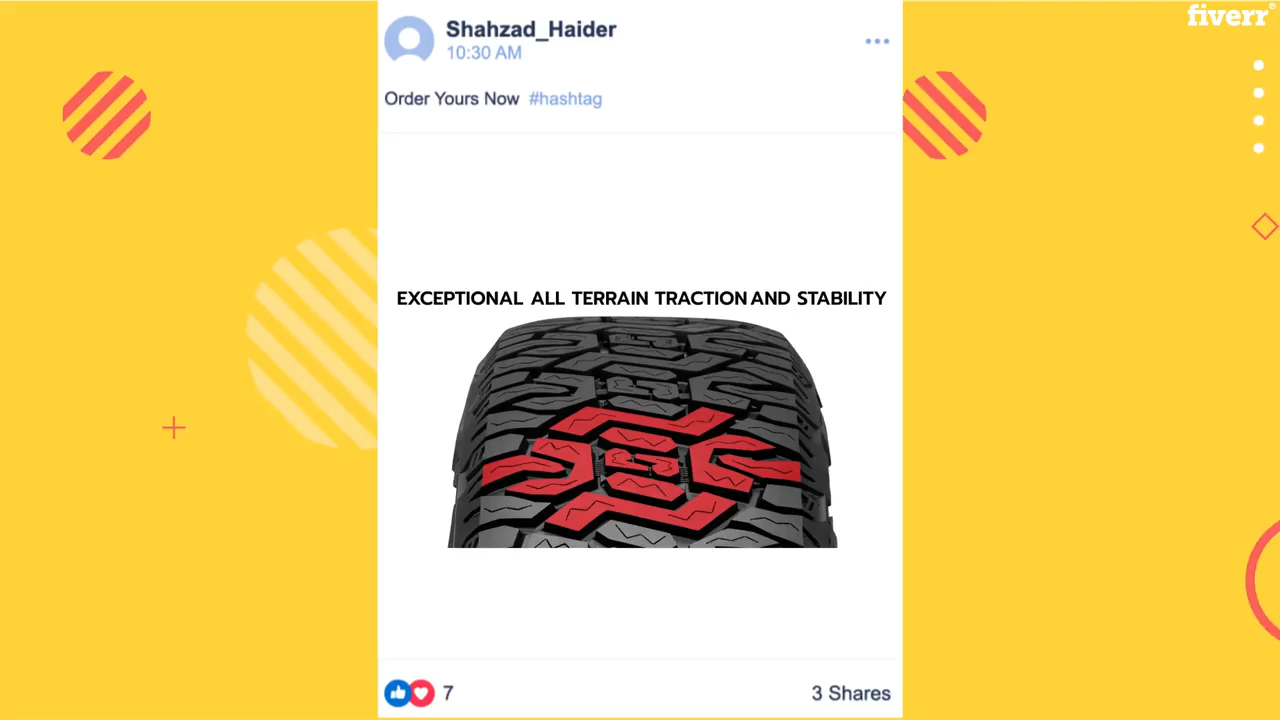 fiverr®
Shahzad_Haider
10:30 AM
Order Yours Now #hashtag
EXCEPTIONAL ALL TERRAIN TRACTION AND STABILITY
7
3 Shares